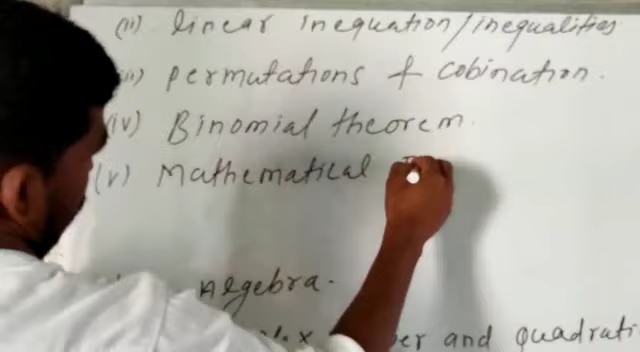 (ii) linear Inequation/inequalities
(iii) permutations & cobination.
(iv) Binomial theorem.
(v) Mathematical
Algebra.
and quadrati